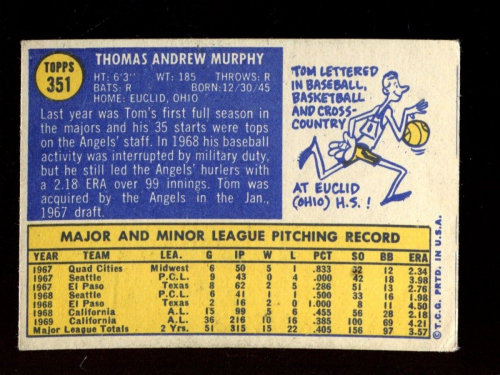 TOPPS
351
THOMAS ANDREW MURPHY
HT: 6'3" WT: 185 THROWS: R
BATS: R BORN: 12/30/45
HOME: EUCLID, OHIO
Last year was Tom's first full season
in the majors and his 35 starts were tops
on the Angels' staff. In 1968 his baseball
activity was interrupted by military duty,
but he still led the Angels' hurlers with
a 2.18 ERA over 99 innings. Tom was
acquired by the Angels in the Jan.,
1967 draft.
TOM LETTERED
IN BASEBALL,
BASKETBALL
AND CROSS-
COUNTRY
AT EUCLID
(OHIO) H.S. !
MAJOR AND MINOR LEAGUE PITCHING RECORD
YEAR TEAM LEA. G IP W L PCT SO BB ERA
1967 Quad Cities Midwest 6 50 5 1 .833 52 12 2.34
1967 Seattle P.C.L. 9 43 0 4 .000 42 18 3.98
1967 El Paso Texas 8 62 2 5 .286 51 13 2.76
1968 Seattle P.C.L. 6 41 5 5 .500 33 16 1.98
1968 El Paso Texas 2 16 2 0 1.000 8 8 1.69
1968 California A.L. 15 99 5 6 .455 56 28 2.18
1969 California A.L. 36 216 10 16 .385 100 69 4.21
Major League Totals 2 Yrs. 51 315 15 22 .405 156 97 3.57
© T.C.G. PRTD. IN U.S.A.